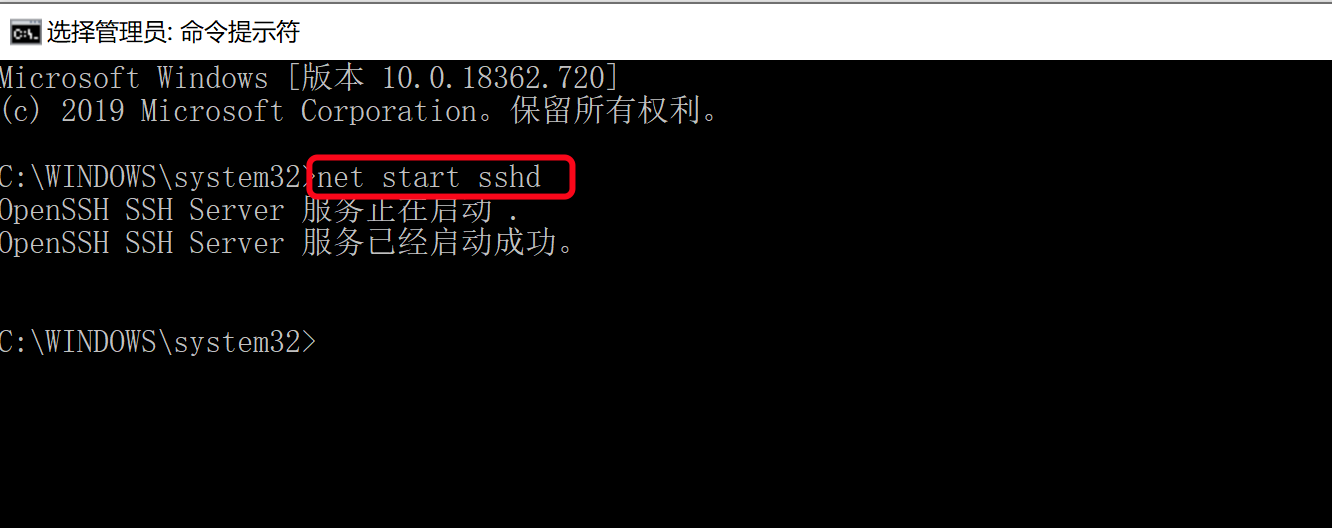 选择管理员: 命令提示符
Microsoft Windows [版本 10.0.18362.720]
(c) 2019 Microsoft Corporation。保留所有权利。
C:\WINDOWS\system32>net start sshd
OpenSSH SSH Server 服务正在启动 .
OpenSSH SSH Server 服务已经启动成功。
C:\WINDOWS\system32>